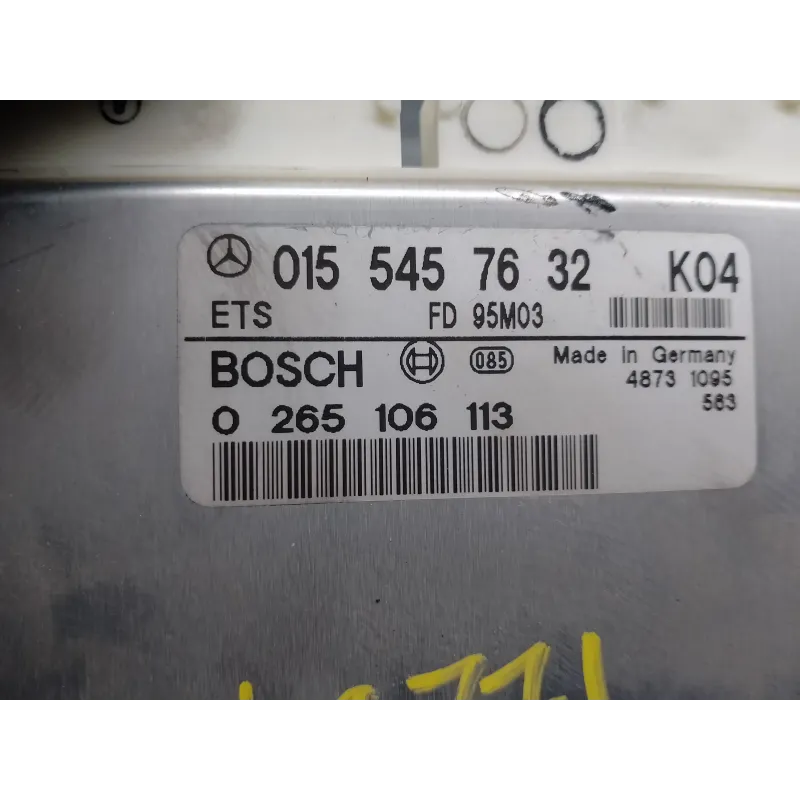 015 545 76 32 K04
ETS FD 95M03
BOSCH 085 Made in Germany
4873 1095
563
0 265 106 113